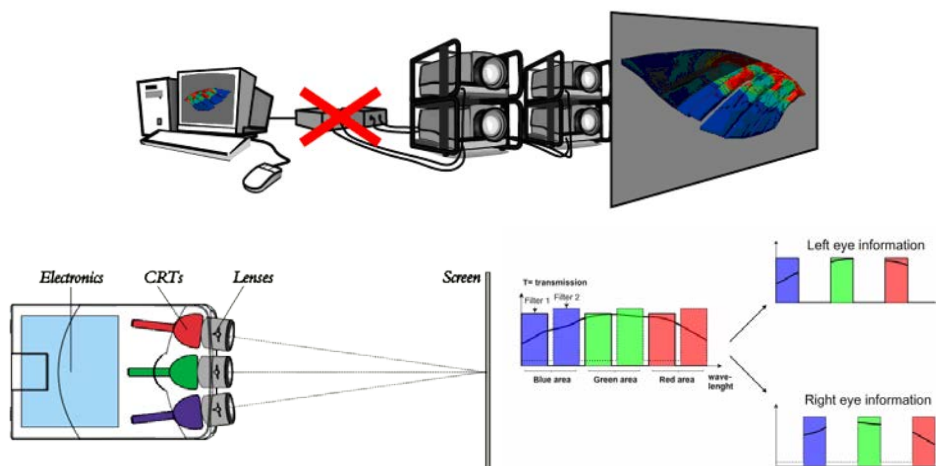 Electronics
CRTs
Lenses
Screen
T= transmission
Filter 1
Filter 2
Blue area
Green area
Red area
wave-
lenght
Left eye information
Right eye information